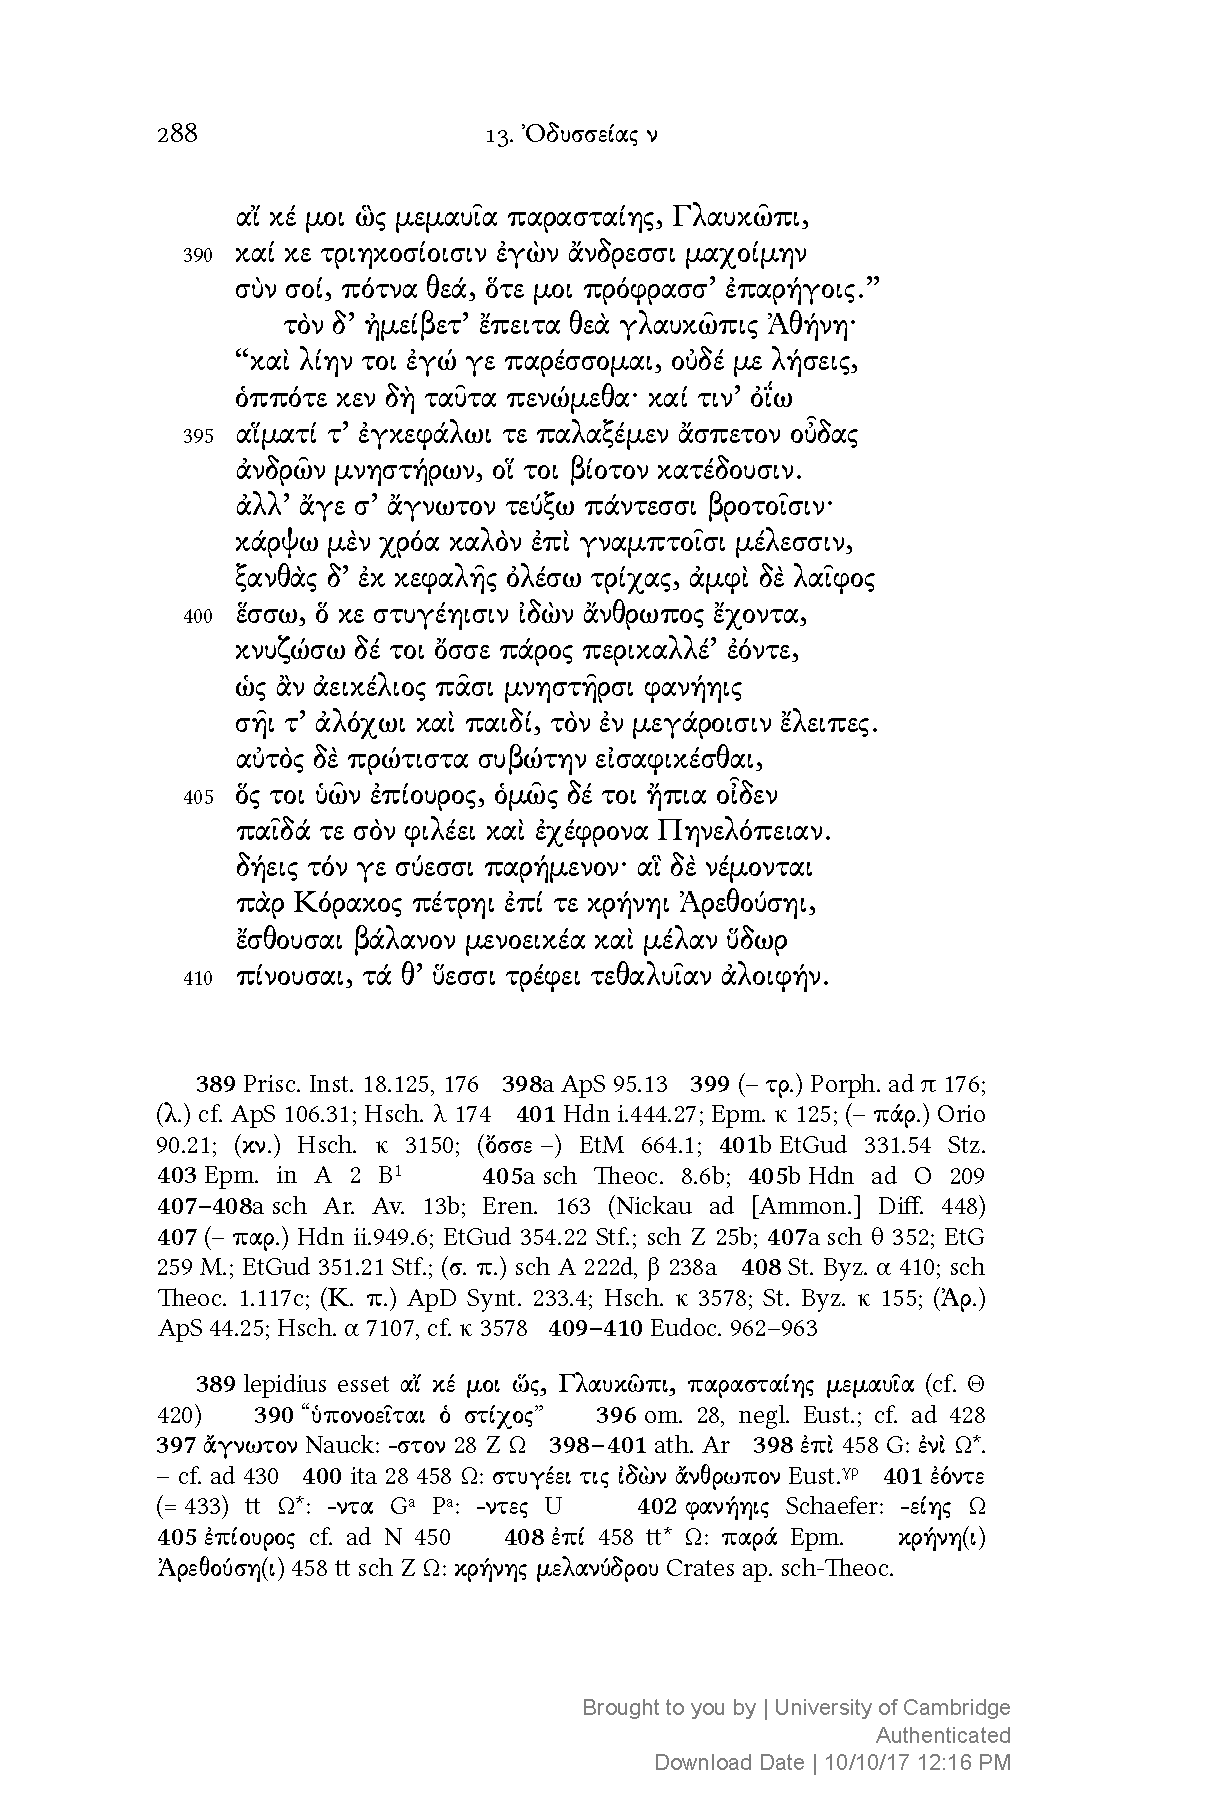 288 13. Ὀδυσσείας ν
αἴ κέ μοι ὣς μεμαυῖα παρασταίης, Γλαυκῶπι,
390 καί κε τριηκοσίοισιν ἐγὼν ἄνδρεσσι μαχοίμην
σὺν σοί, πότνα θεά, ὅτε μοι πρόφρασσ’ ἐπαρήγοις.”
τὸν δ’ ἠμείβετ’ ἔπειτα θεὰ γλαυκῶπις Ἀθήνη·
“καὶ λίην τοι ἐγώ γε παρέσσομαι, οὐδέ με λήσεις,
ὁππότε κεν δὴ ταῦτα πενώμεθα· καί τιν’ ὀΐω
395 αἵματί τ’ ἐγκεφάλωι τε παλαξέμεν ἄσπετον οὖδας
ἀνδρῶν μνηστήρων, οἵ τοι βίοτον κατέδουσιν.
ἀλλ’ ἄγε σ’ ἄγνωτον τεύξω πάντεσσι βροτοῖσιν·
κάρψω μὲν χρόα καλὸν ἐπὶ γναμπτοῖσι μέλεσσιν,
ξανθὰς δ’ ἐκ κεφαλῆς ὀλέσω τρίχας, ἀμφὶ δὲ λαῖφος
400 ἕσσω, ὅ κε στυγέηισιν ἰδὼν ἄνθρωπος ἔχοντα,
κνυζώσω δέ τοι ὄσσε πάρος περικαλλέ’ ἐόντε,
ὡς ἂν ἀεικέλιος πᾶσι μνηστῆρσι φανήηις
σῆι τ’ ἀλόχωι καὶ παιδί, τὸν ἐν μεγάροισιν ἔλειπες.
αὐτὸς δὲ πρώτιστα συβώτην εἰσαφικέσθαι,
405 ὅς τοι ὑῶν ἐπίουρος, ὁμῶς δέ τοι ἤπια οἶδεν
παῖδά τε σὸν φιλέει καὶ ἐχέφρονα Πηνελόπειαν.
δήεις τόν γε σύεσσι παρήμενον· αἳ δὲ νέμονται
πὰρ Κόρακος πέτρηι ἐπί τε κρήνηι Ἀρεθούσηι,
ἔσθουσαι βάλανον μενοεικέα καὶ μέλαν ὕδωρ
410 πίνουσαι, τά θ’ ὕεσσι τρέφει τεθαλυῖαν ἀλοιφήν.
389 Prisc. Inst. 18.125, 176 398a ApS 95.13 399 (– τρ.) Porph. ad π 176;
(λ.) cf. ApS 106.31; Hsch. λ 174 401 Hdn i.444.27; Epm. κ 125; (– πάρ.) Orio
90.21; (κν.) Hsch. κ 3150; (ὄσσε –) EtM 664.1; 401b EtGud 331.54 Stz.
403 Epm. in A 2 B¹ 405a sch Theoc. 8.6b; 405b Hdn ad O 209
407–408a sch Ar. Av. 13b; Eren. 163 (Nickau ad [Ammon.] Diff. 448)
407 (– παρ.) Hdn ii.949.6; EtGud 354.22 Stf.; sch Z 25b; 407a sch θ 352; EtG
259 M.; EtGud 351.21 Stf.; (σ. π.) sch A 222d, β 238a 408 St. Byz. α 410; sch
Theoc. 1.117c; (Κ. π.) ApD Synt. 233.4; Hsch. κ 3578; St. Byz. κ 155; (Ἀρ.)
ApS 44.25; Hsch. α 7107, cf. κ 3578 409–410 Eudoc. 962–963
389 lepidius esset αἴ κέ μοι ὥς, Γλαυκῶπι, παρασταίης μεμαυῖα (cf. Θ
420) 390 “ὑπονοεῖται ὁ στίχος” 396 om. 28, negl. Eust.; cf. ad 428
397 ἄγνωτον Nauck: -στον 28 Z Ω 398–401 ath. Ar 398 ἐπὶ 458 G: ἐνὶ Ω*.
– cf. ad 430 400 ita 28 458 Ω: στυγέει τις ἰδὼν ἄνθρωπον Eust.ᵞᵖ 401 ἐόντε
(= 433) tt Ω*: -ντα Gᵃ Pᵃ: -ντες U 402 φανήηις Schaefer: -είης Ω
405 ἐπίουρος cf. ad N 450 408 ἐπί 458 tt* Ω: παρά Epm. κρήνη(ι)
Ἀρεθούση(ι) 458 tt sch Z Ω: κρήνης μελανύδρου Crates ap. sch-Theoc.
Brought to you by | University of Cambridge
Authenticated
Download Date | 10/10/17 12:16 PM